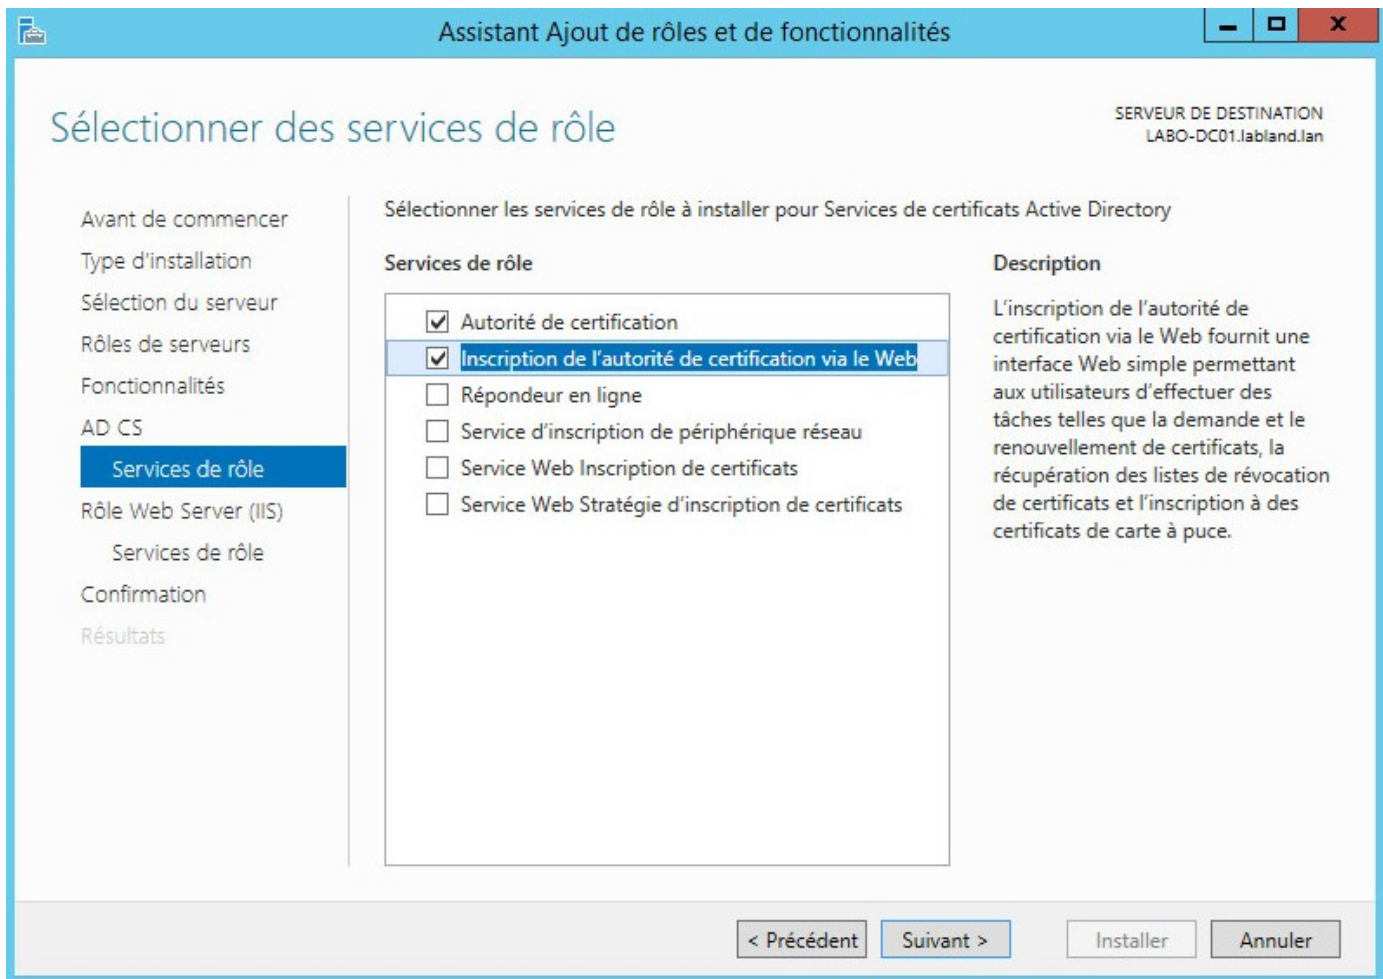 Assistant Ajout de rôles et de fonctionnalités
Sélectionner des services de rôle
SERVEUR DE DESTINATION
LABO-DC01.labland.lan
Avant de commencer
Type d'installation
Sélection du serveur
Rôles de serveurs
Fonctionnalités
AD CS
Services de rôle
Rôle Web Server (IIS)
Services de rôle
Confirmation
Résultats
Sélectionner les services de rôle à installer pour Services de certificats Active Directory
Services de rôle
Autorité de certification
Inscription de l'autorité de certification via le Web
Répondeur en ligne
Service d'inscription de périphérique réseau
Service Web Inscription de certificats
Service Web Stratégie d'inscription de certificats
Description
L'inscription de l'autorité de
certification via le Web fournit une
interface Web simple permettant
aux utilisateurs d'effectuer des
tâches telles que la demande et le
renouvellement de certificats, la
récupération des listes de révocation
de certificats et l'inscription à des
certificats de carte à puce.
< Précédent
Suivant >
Installer
Annuler